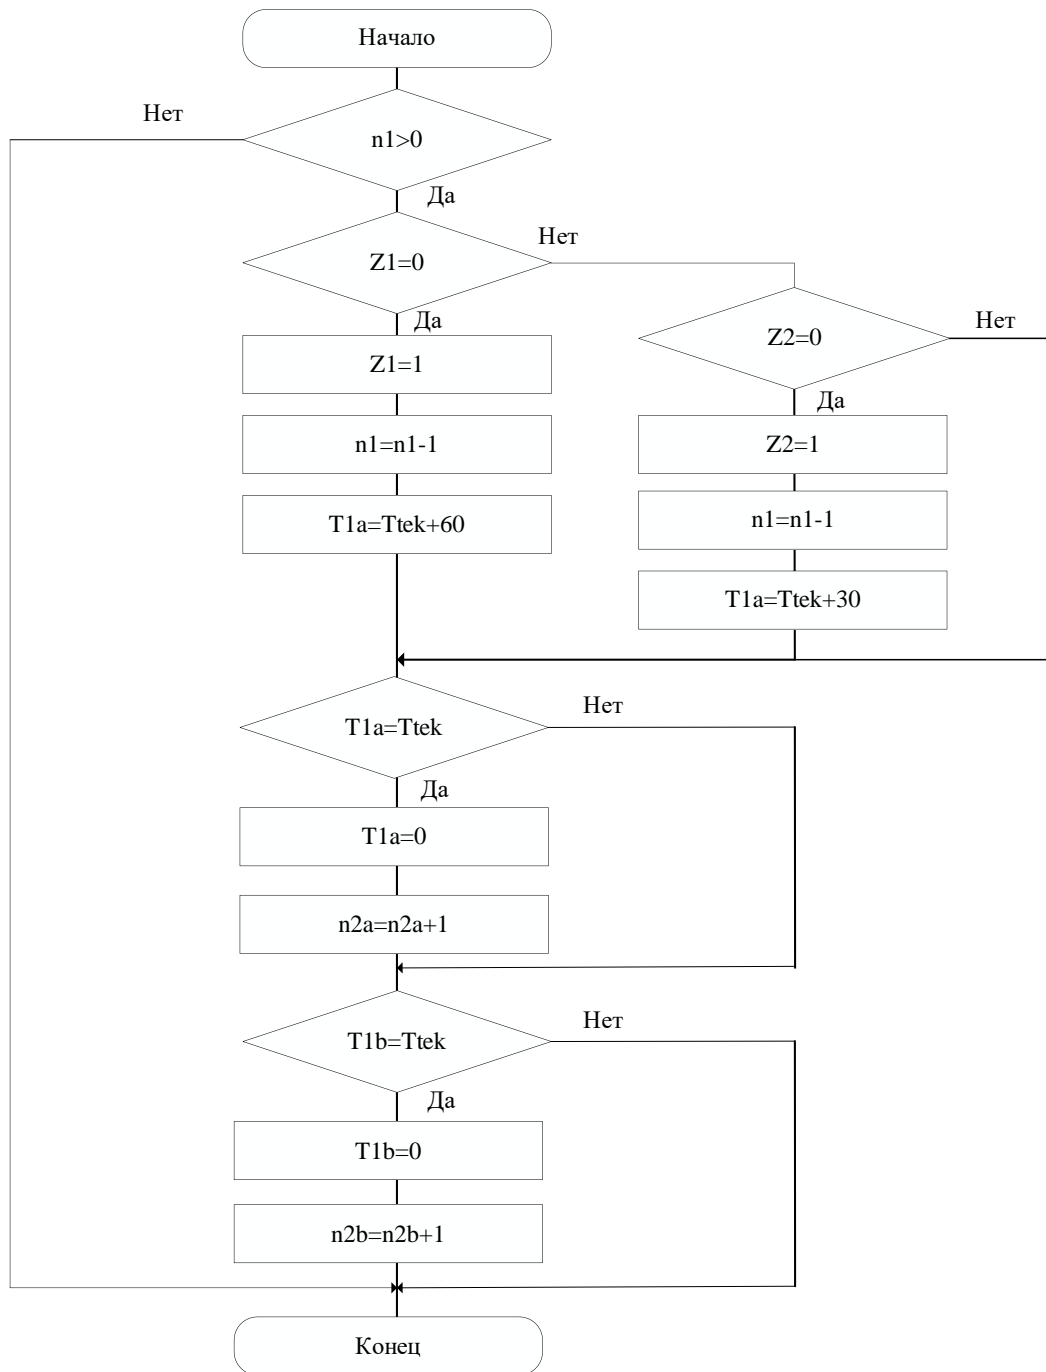 Начало
Нет
n1>0
Да
Нет
Z1=0
Да
Нет
Z2=0
Z1=1
Да
n1=n1-1
Z2=1
T1a=Ttek+60
n1=n1-1
T1a=Ttek+30
Нет
T1a=Ttek
Да
T1a=0
n2a=n2a+1
Нет
T1b=Ttek
Да
T1b=0
n2b=n2b+1
Конец